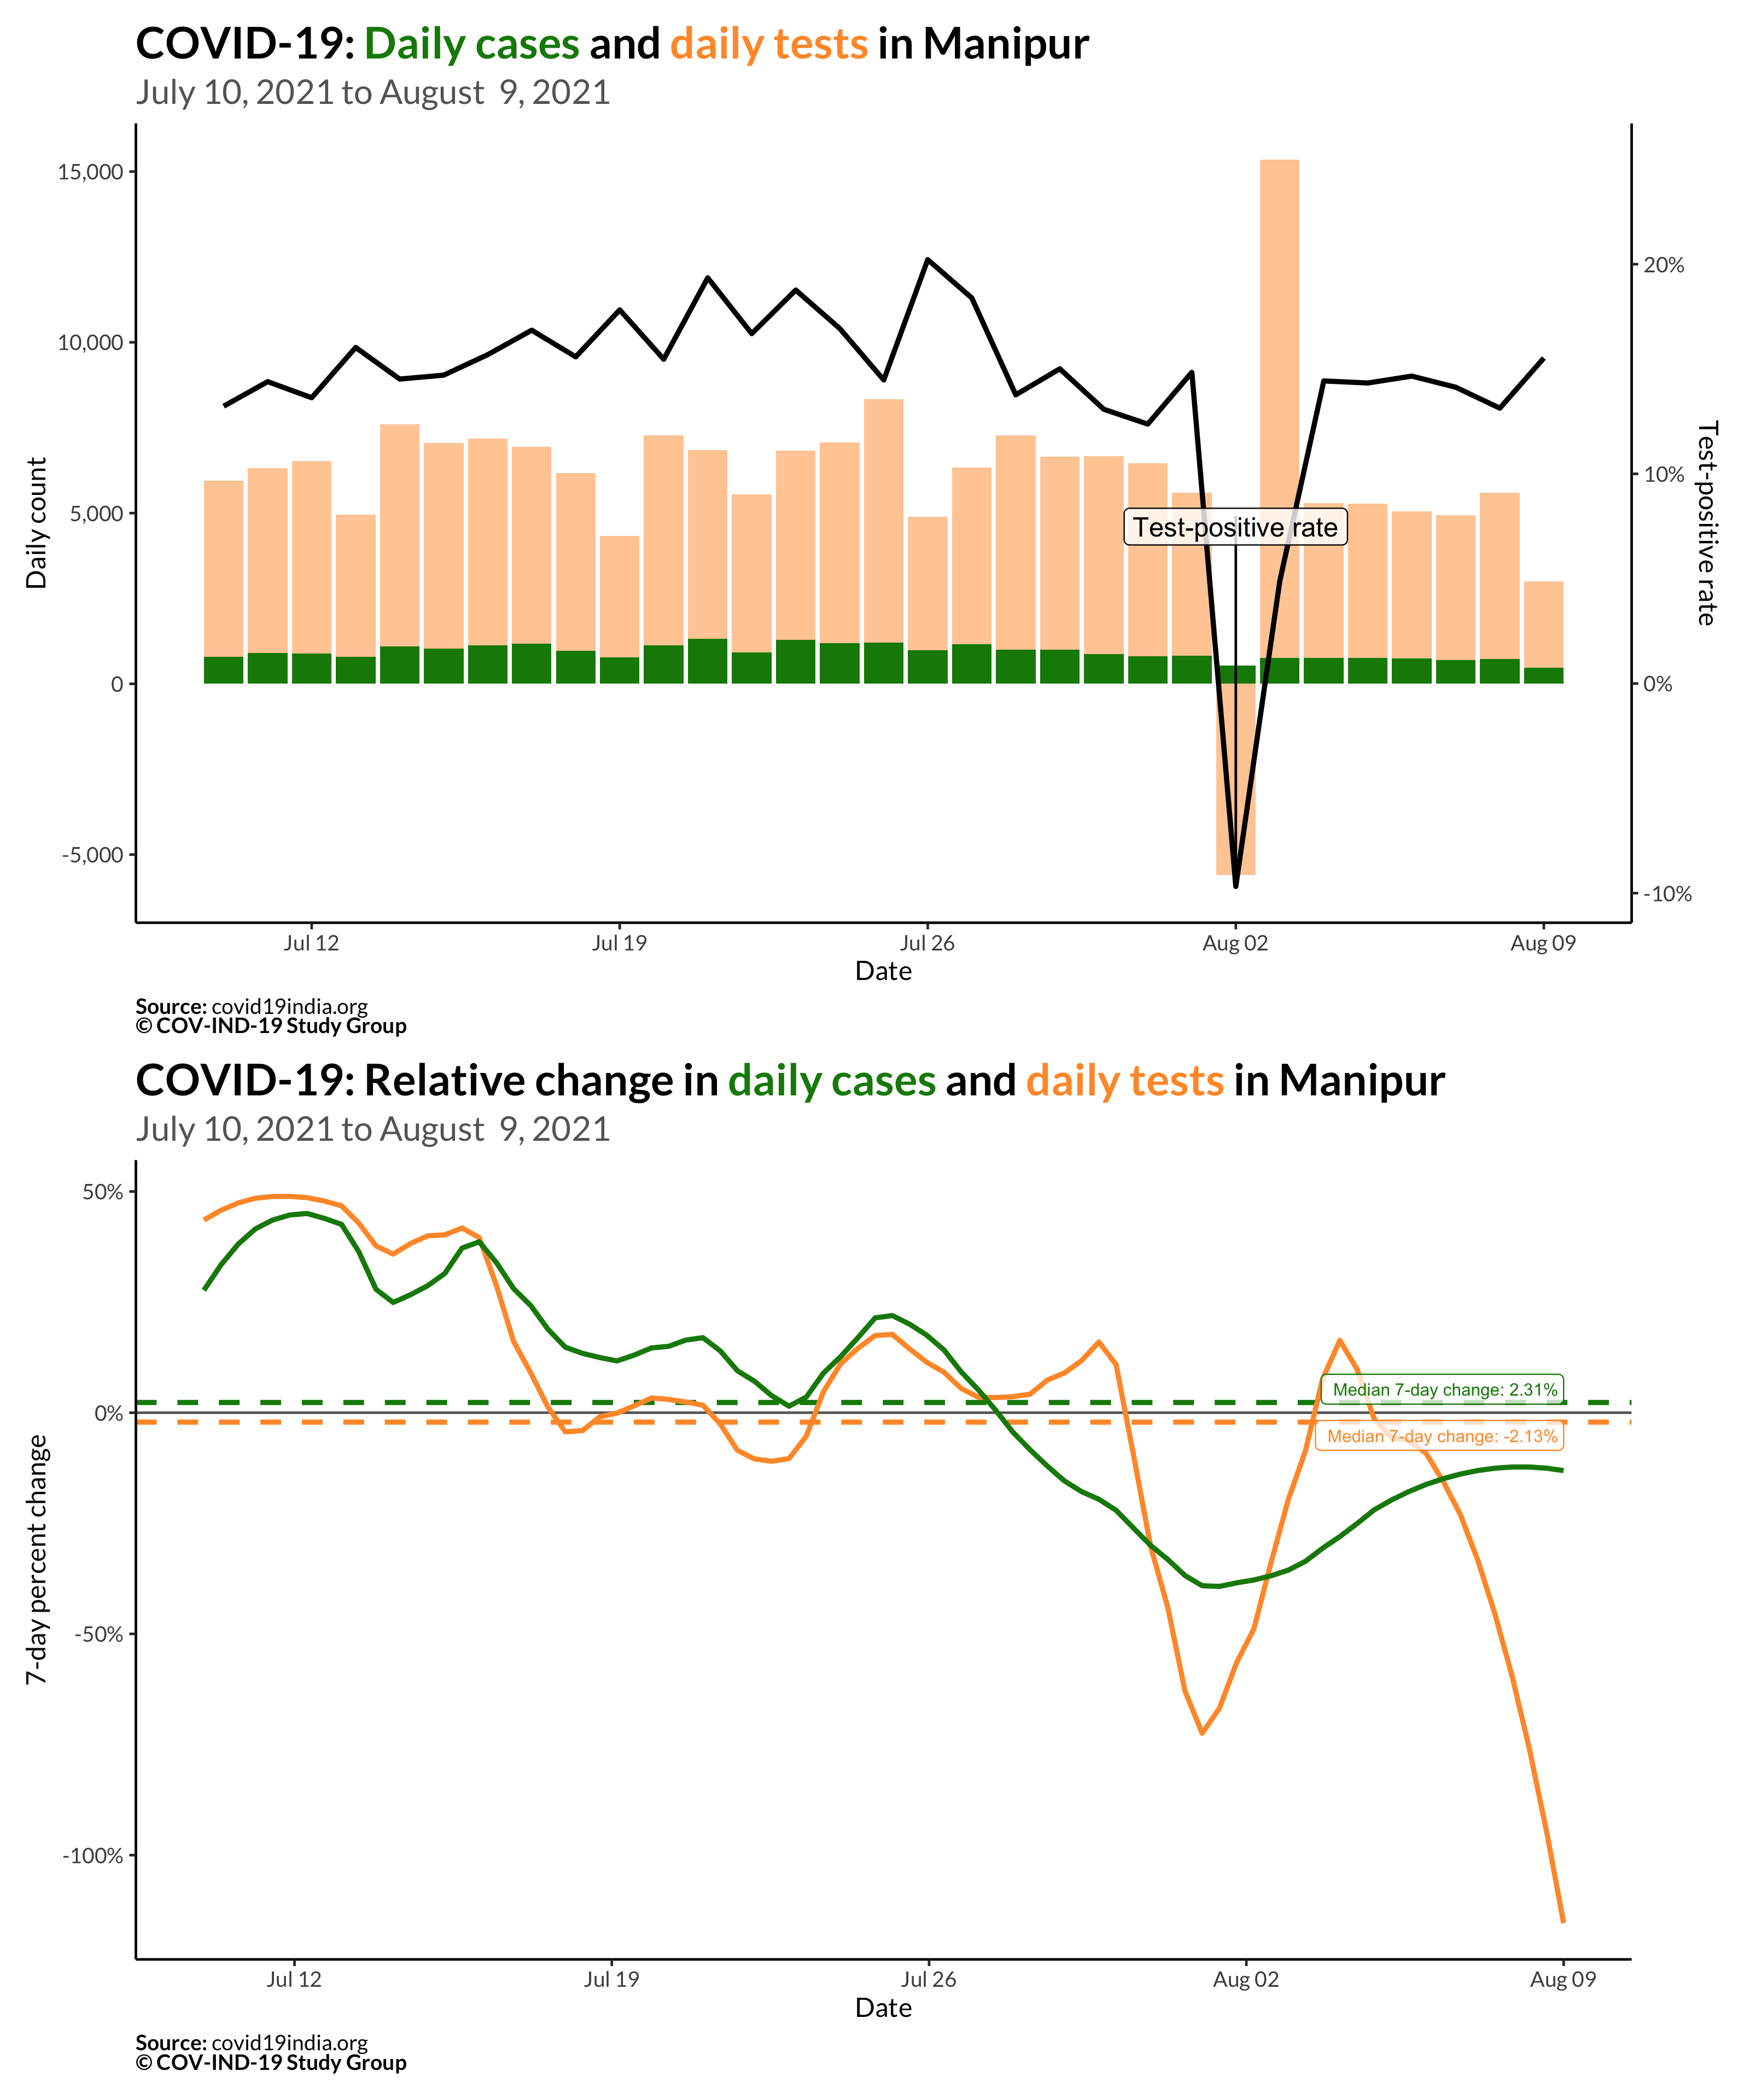 COVID-19: Daily cases and daily tests in Manipur
July 10, 2021 to August  9, 2021
15,000
10,000
5,000
0
-5,000
Daily count
20%
10%
0%
-10%
Test-positive rate
Test-positive rate
Jul 12
Jul 19
Jul 26
Aug 02
Aug 09
Date
Source: covid19india.org
© COV-IND-19 Study Group
COVID-19: Relative change in daily cases and daily tests in Manipur
July 10, 2021 to August  9, 2021
50%
0%
-50%
-100%
7-day percent change
Median 7-day change: 2.31%
Median 7-day change: -2.13%
Jul 12
Jul 19
Jul 26
Aug 02
Aug 09
Date
Source: covid19india.org
© COV-IND-19 Study Group